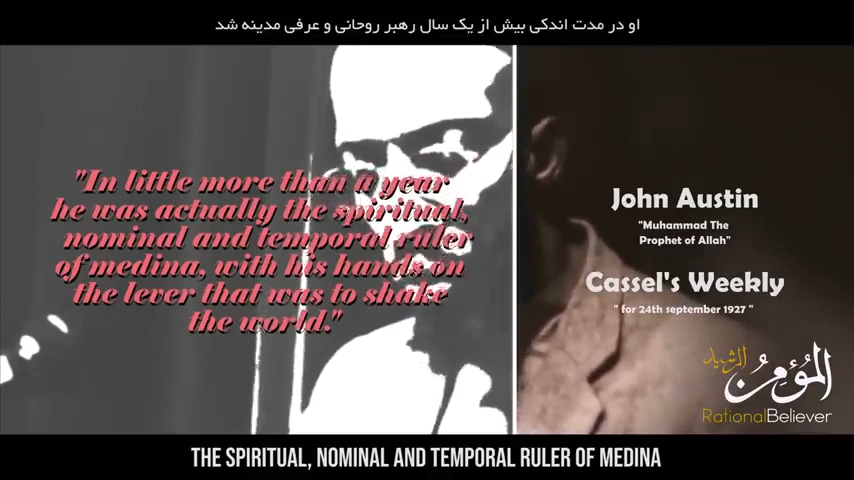 او در مدت اندکی بیش از یک سال رهبر روحانی و عرفی مدینه شد
"In little more than a year
he was actually the spiritual,
nominal and temporal ruler
of medina, with his hands on
the lever that was to shake
the world."
John Austin
"Muhammad The
Prophet of Allah"
Cassel's Weekly
" for 24th september 1927 "
المؤمن الرشيد
RationalBeliever
THE SPIRITUAL, NOMINAL AND TEMPORAL RULER OF MEDINA